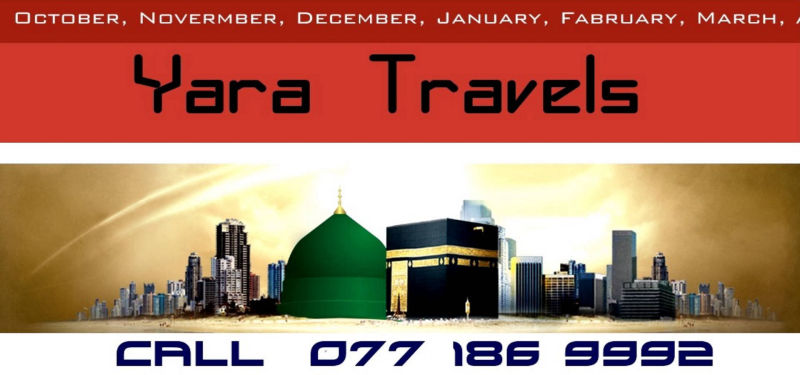 October, Novermber, December, January, Fabruary, March,
Yara Travels
CALL 077 186 9992